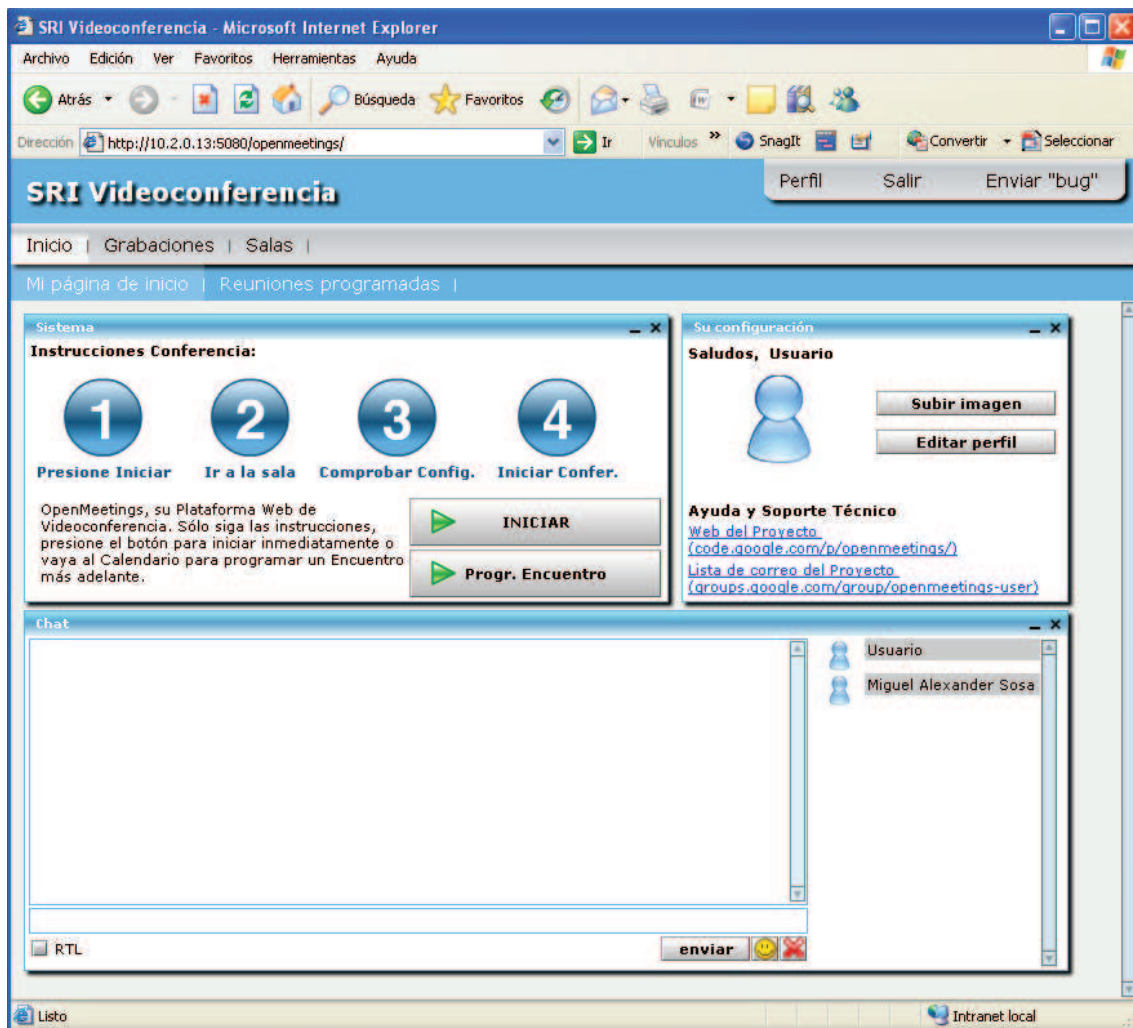 SRI Videoconferencia - Microsoft Internet Explorer
Archivo Edición Ver Favoritos Herramientas Ayuda
Atrás Búsqueda Favoritos
Dirección http://10.2.0.13:5080/openmeetings/ Ir Vínculos » SnagIt Convertir Seleccionar
SRI Videoconferencia
Perfil Salir Enviar "bug"
Inicio | Grabaciones | Salas |
Mi página de inicio | Reuniones programadas |
Sistema
Instrucciones Conferencia:
1 2 3 4
Presione Iniciar Ir a la sala Comprobar Config. Iniciar Confer.
OpenMeetings, su Plataforma Web de
Videoconferencia. Sólo siga las instrucciones,
presione el botón para iniciar inmediatamente o
vaya al Calendario para programar un Encuentro
más adelante.
INICIAR
Progr. Encuentro
Su configuración
Saludos, Usuario
Subir imagen
Editar perfil
Ayuda y Soporte Técnico
Web del Proyecto
(code.google.com/p/openmeetings/)
Lista de correo del Proyecto
(groups.google.com/group/openmeetings-user)
Chat
Usuario
Miguel Alexander Sosa
RTL
enviar
Listo
Intranet local